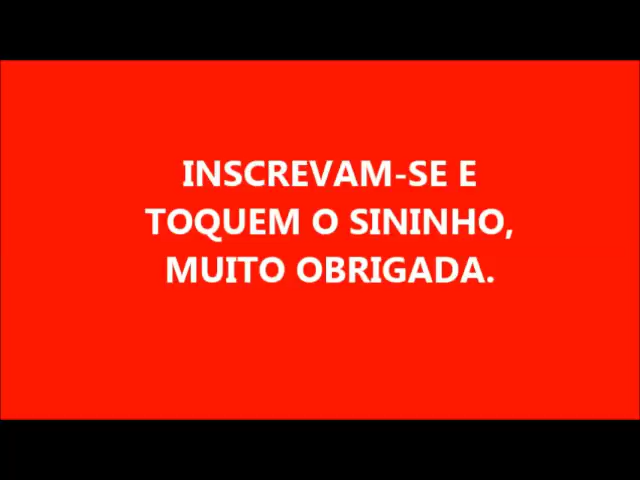 INSCREVAM-SE E
TOQUEM O SININHO,
MUITO OBRIGADA.